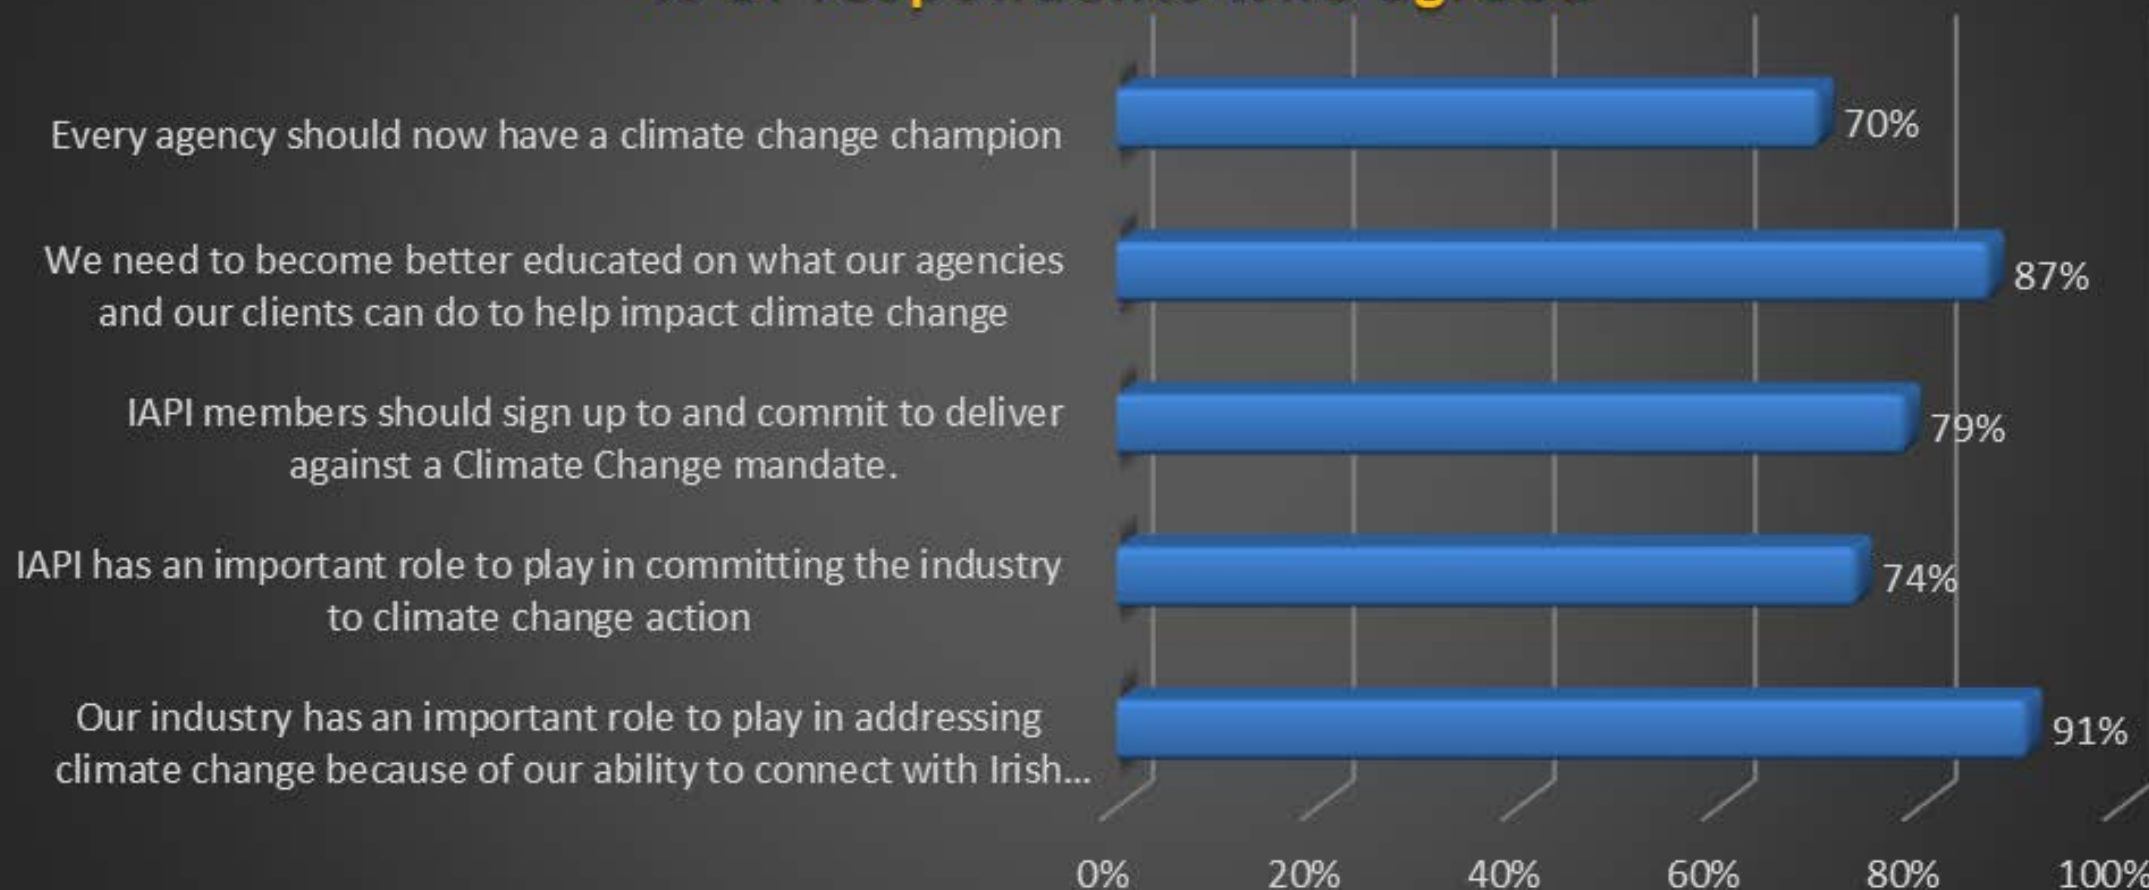 Every agency should now have a climate change champion
70%
We need to become better educated on what our agencies
and our clients can do to help impact climate change
87%
IAPI members should sign up to and commit to deliver
against a Climate Change mandate.
79%
IAPI has an important role to play in committing the industry
to climate change action
74%
Our industry has an important role to play in addressing
climate change because of our ability to connect with Irish...
91%
0% 20% 40% 60% 80% 100%